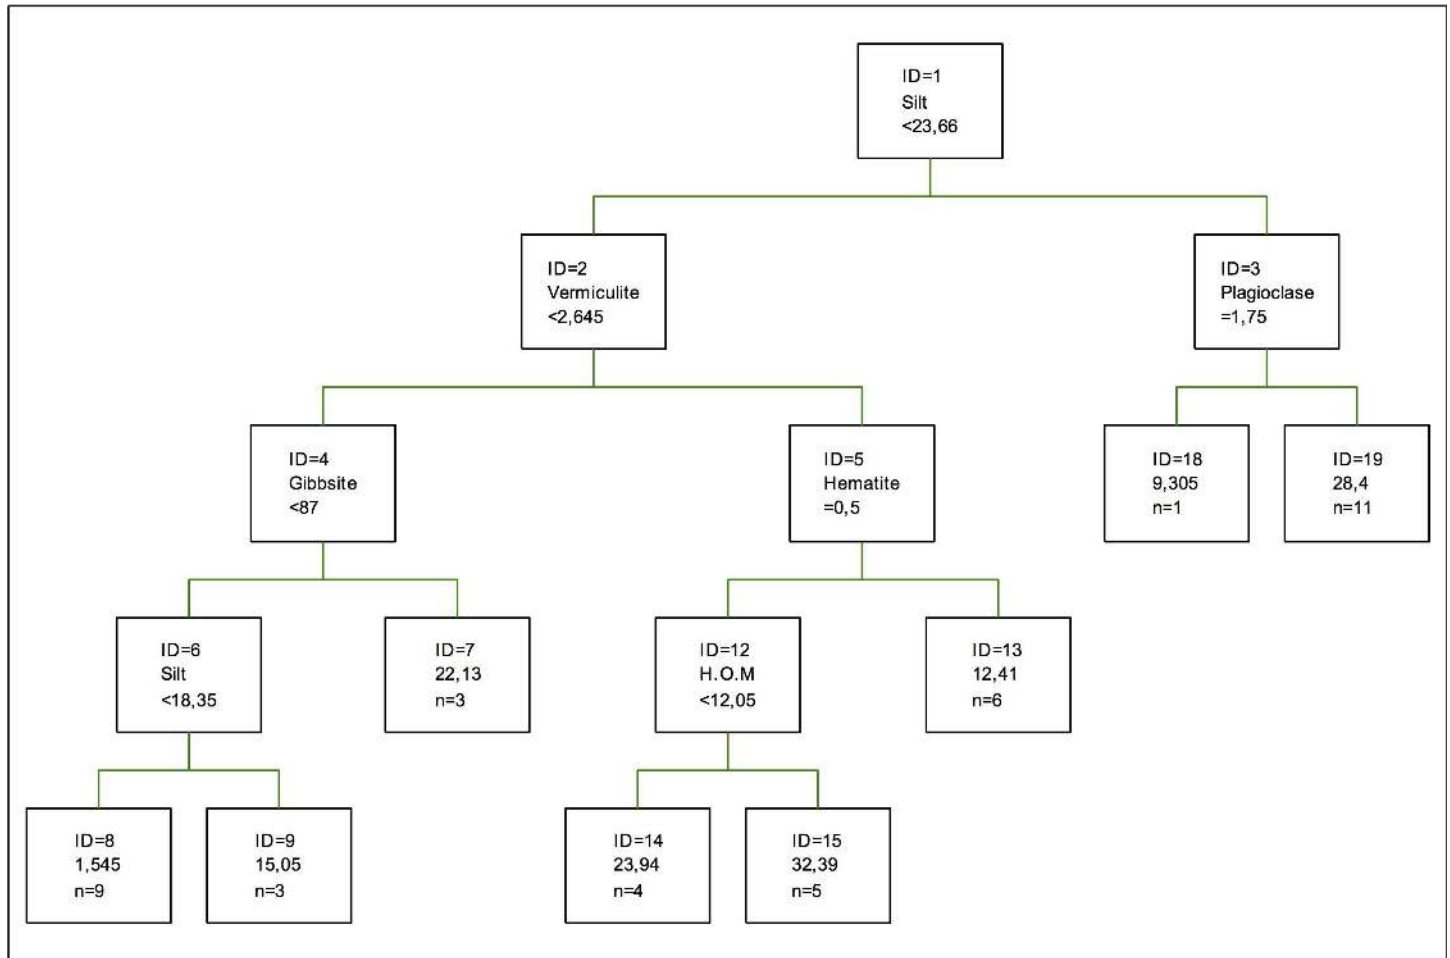 ID=1
Silt
<23,66
ID=2
Vermiculite
<2,645
ID=3
Plagioclase
=1,75
ID=4
Gibbsite
<87
ID=5
Hematite
=0,5
ID=18
9,305
n=1
ID=19
28,4
n=11
ID=6
Silt
<18,35
ID=7
22,13
n=3
ID=12
H.O.M
<12,05
ID=13
12,41
n=6
ID=8
1,545
n=9
ID=9
15,05
n=3
ID=14
23,94
n=4
ID=15
32,39
n=5